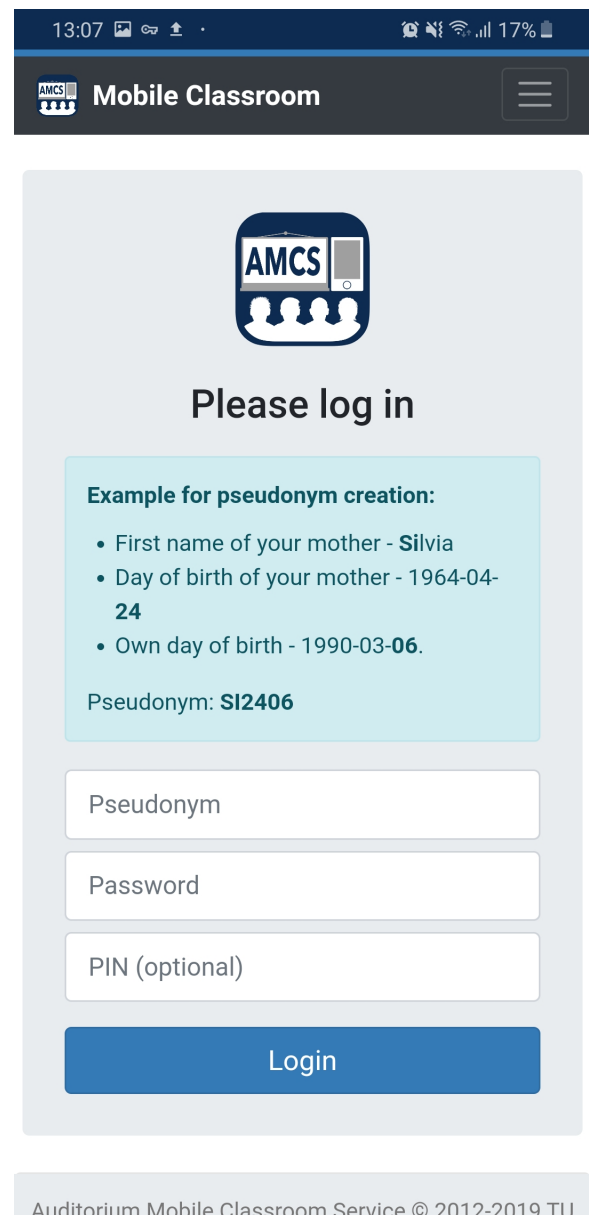 13:07 17%
AMCS Mobile Classroom
AMCS
Please log in
Example for pseudonym creation:
• First name of your mother - Silvia
• Day of birth of your mother - 1964-04-
24
• Own day of birth - 1990-03-06.
Pseudonym: SI2406
Pseudonym
Password
PIN (optional)
Login
Auditorium Mobile Classroom Service © 2012-2019 TU